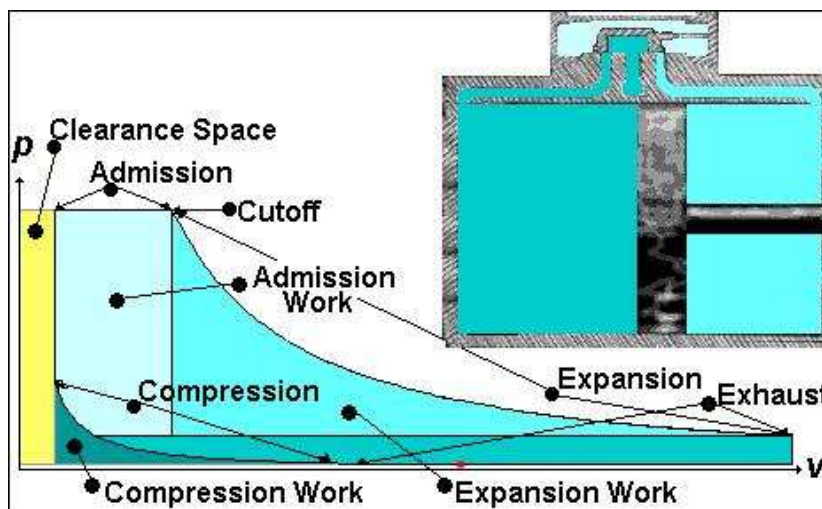 Clearance Space
p
Admission
Cutoff
Admission
Work
Compression
Expansion
Exhaust
v
Compression Work
Expansion Work